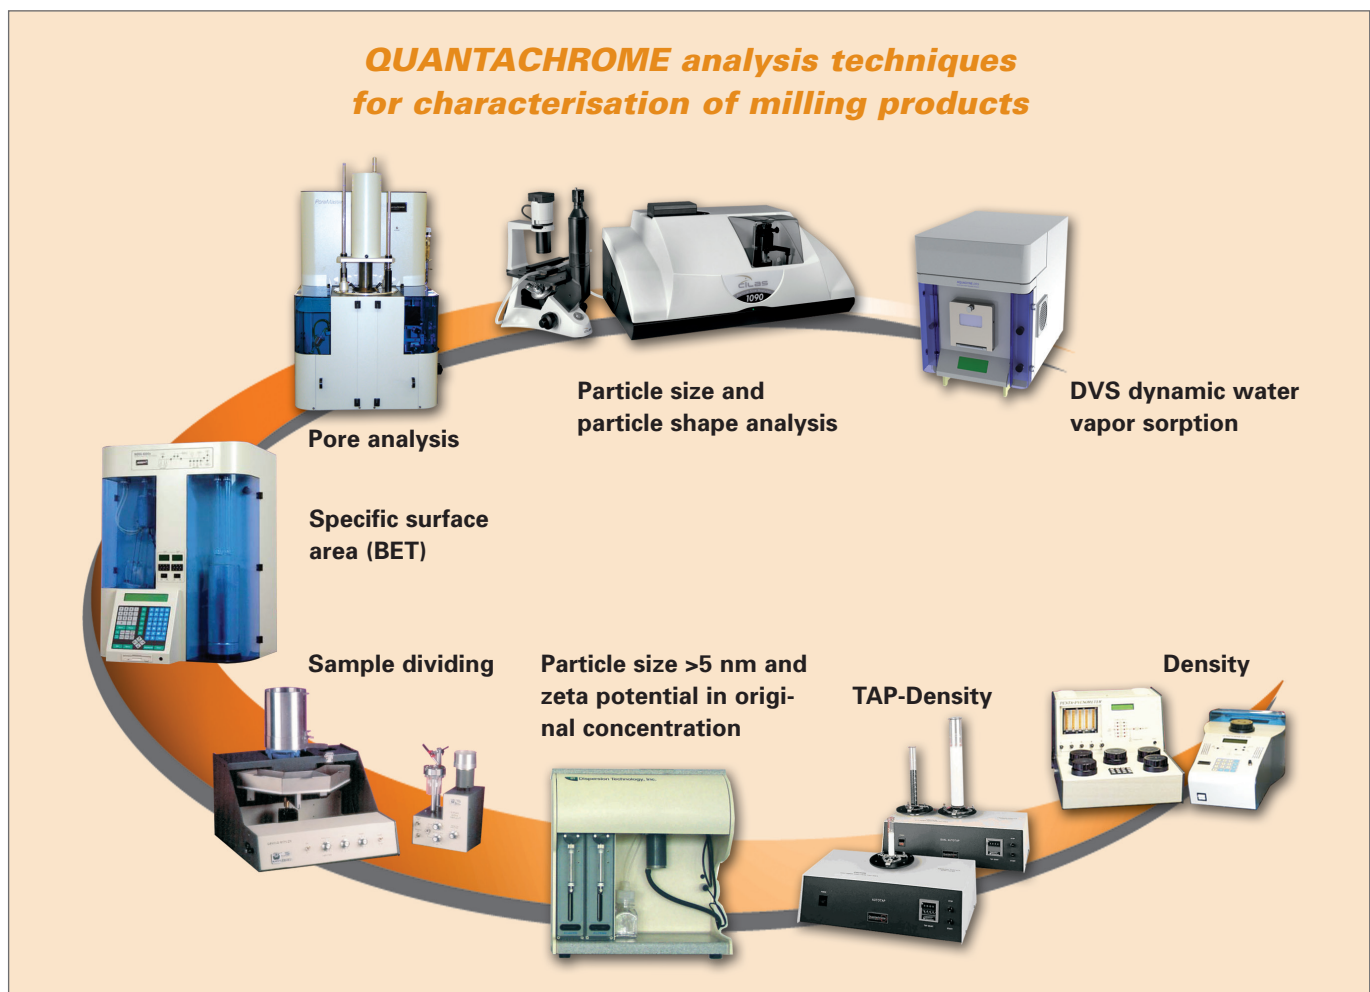 QUANTACHROME analysis techniques
for characterisation of milling products
CILAS
1090
Particle size and
particle shape analysis
DVS dynamic water
vapor sorption
Pore analysis
Specific surface
area (BET)
Sample dividing
Particle size >5 nm and
zeta potential in origi-
nal concentration
TAP-Density
Density
Dispersion Technology, Inc.